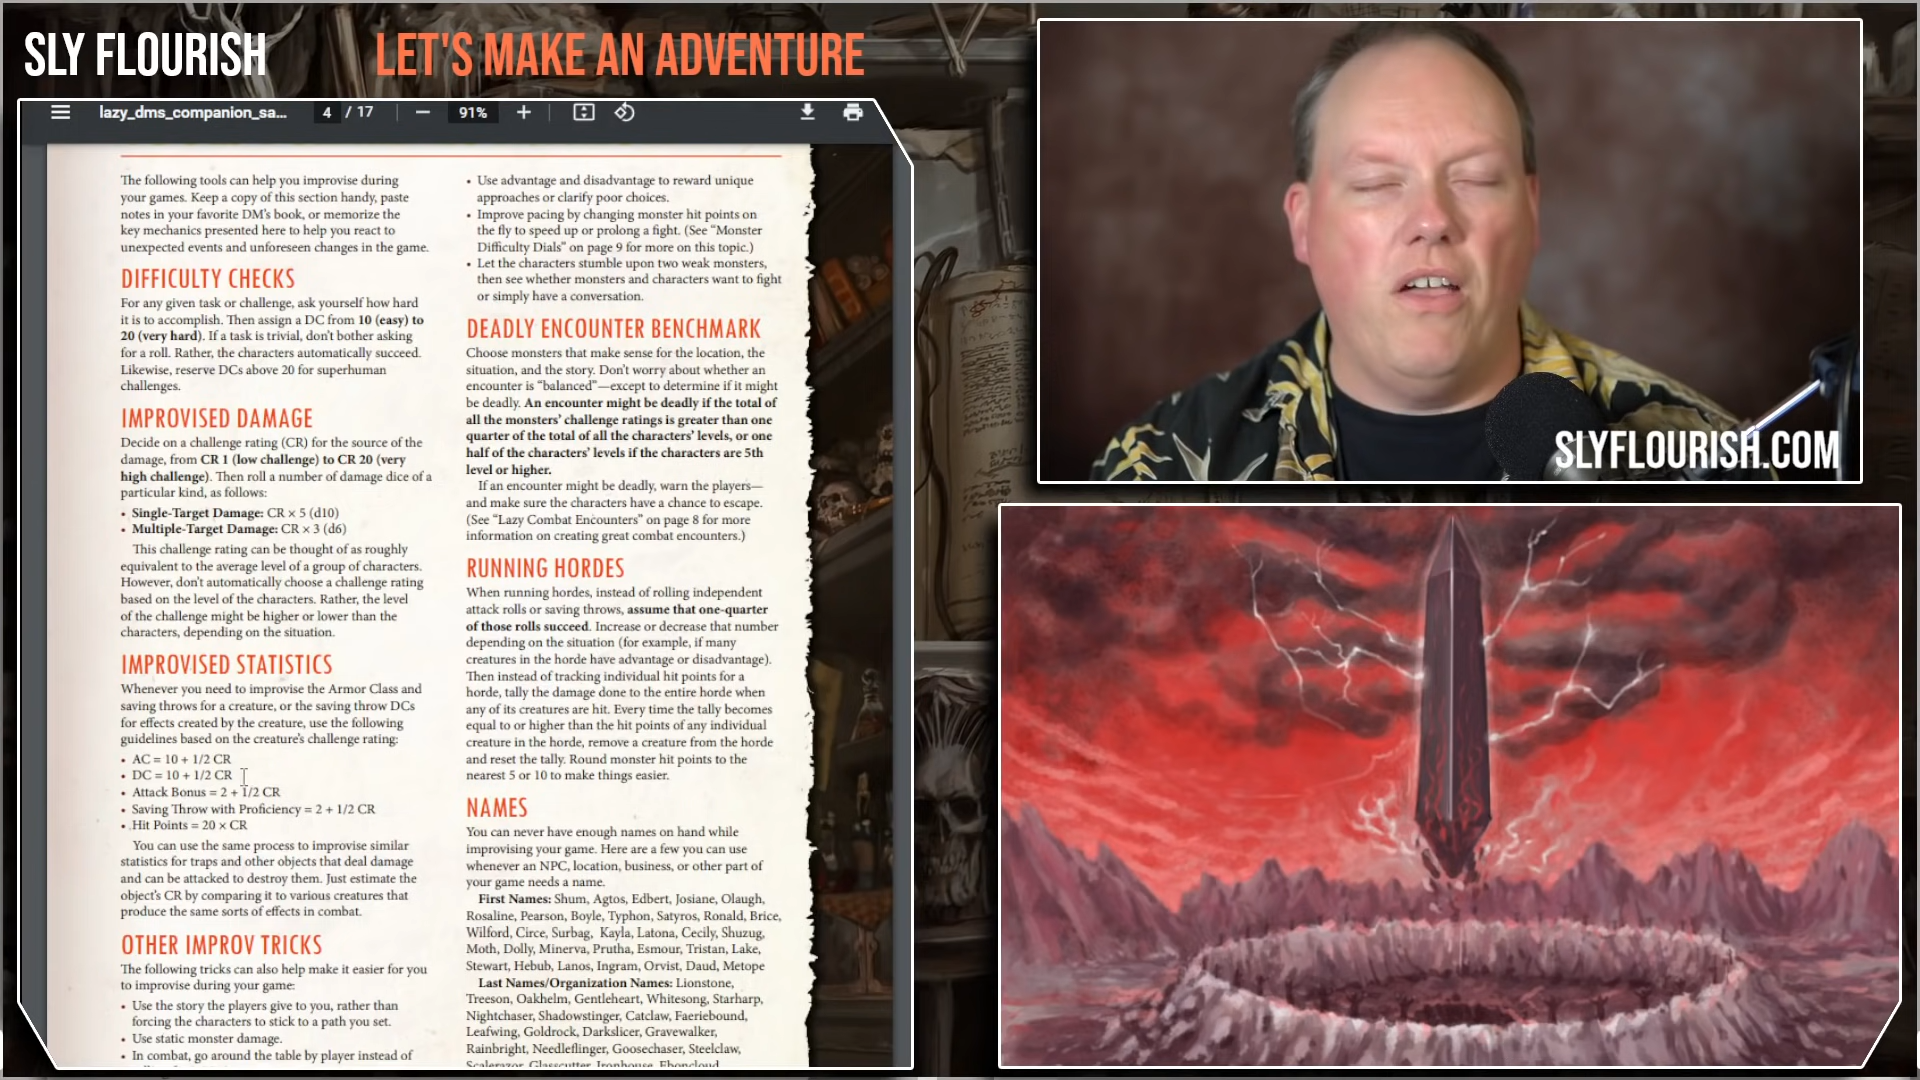 SLY FLOURISH
LET'S MAKE AN ADVENTURE
lazy_dms_companion_sa...
4 / 17
91%
The following tools can help you improvise during
your games. Keep a copy of this section handy, paste
notes in your favorite DM's book, or memorize the
key mechanics presented here to help you react to
unexpected events and unforeseen changes in the game.
DIFFICULTY CHECKS
For any given task or challenge, ask yourself how hard
it is to accomplish. Then assign a DC from 10 (easy) to
20 (very hard). If a task is trivial, don't bother asking
for a roll. Rather, the characters automatically succeed.
Likewise, reserve DCs above 20 for superhuman
challenges.
IMPROVISED DAMAGE
Decide on a challenge rating (CR) for the source of the
damage, from CR 1 (low challenge) to CR 20 (very
high challenge). Then roll a number of damage dice of a
particular kind, as follows:
• Single-Target Damage: CR × 5 (d10)
• Multiple-Target Damage: CR × 3 (d6)
This challenge rating can be thought of as roughly
equivalent to the average level of a group of characters.
However, don't automatically choose a challenge rating
based on the level of the characters. Rather, the level
of the challenge might be higher or lower than the
characters, depending on the situation.
IMPROVISED STATISTICS
Whenever you need to improvise the Armor Class and
saving throws for a creature, or the saving throw DCs
for effects created by the creature, use the following
guidelines based on the creature's challenge rating:
• AC = 10 + 1/2 CR
• DC = 10 + 1/2 CR
• Attack Bonus = 2 + 1/2 CR
• Saving Throw with Proficiency = 2 + 1/2 CR
• Hit Points = 20 × CR
You can use the same process to improvise similar
statistics for traps and other objects that deal damage
and can be attacked to destroy them. Just estimate the
object's CR by comparing it to various creatures that
produce the same sorts of effects in combat.
OTHER IMPROV TRICKS
The following tricks can also help make it easier for you
to improvise during your game:
• Use the story the players give to you, rather than
forcing the characters to stick to a path you set.
• Use static monster damage.
• In combat, go around the table by player instead of
• Use advantage and disadvantage to reward unique
approaches or clarify poor choices.
• Improve pacing by changing monster hit points on
the fly to speed up or prolong a fight. (See “Monster
Difficulty Dials” on page 9 for more on this topic.)
• Let the characters stumble upon two weak monsters,
then see whether monsters and characters want to fight
or simply have a conversation.
DEADLY ENCOUNTER BENCHMARK
Choose monsters that make sense for the location, the
situation, and the story. Don't worry about whether an
encounter is “balanced”—except to determine if it might
be deadly. An encounter might be deadly if the total of
all the monsters' challenge ratings is greater than one
quarter of the total of all the characters' levels, or one
half of the characters' levels if the characters are 5th
level or higher.
If an encounter might be deadly, warn the players—
and make sure the characters have a chance to escape.
(See “Lazy Combat Encounters” on page 8 for more
information on creating great combat encounters.)
RUNNING HORDES
When running hordes, instead of rolling independent
attack rolls or saving throws, assume that one-quarter
of those rolls succeed. Increase or decrease that number
depending on the situation (for example, if many
creatures in the horde have advantage or disadvantage).
Then instead of tracking individual hit points for a
horde, tally the damage done to the entire horde when
any of its creatures are hit. Every time the tally becomes
equal to or higher than the hit points of any individual
creature in the horde, remove a creature from the horde
and reset the tally. Round monster hit points to the
nearest 5 or 10 to make things easier.
NAMES
You can never have enough names on hand while
improvising your game. Here are a few you can use
whenever an NPC, location, business, or other part of
your game needs a name.
First Names: Shum, Agtos, Edbert, Josiane, Olaugh,
Rosaline, Pearson, Boyle, Typhon, Satyros, Ronald, Brice,
Wilford, Circe, Surbag, Kayla, Latona, Cecily, Shuzug,
Moth, Dolly, Minerva, Prutha, Esmour, Tristan, Lake,
Stewart, Hebub, Lanos, Ingram, Orvist, Daud, Metope
Last Names/Organization Names: Lionstone,
Treeson, Oakhelm, Gentleheart, Whitesong, Starharp,
Nightchaser, Shadowstinger, Catclaw, Faeriebound,
Leafwing, Goldrock, Darkslicer, Gravewalker,
Rainbright, Needleflinger, Goosechaser, Steelclaw,
Scalerazor, Glasscutter, Ironhouse, Eboncloud
SLYFLOURISH.COM